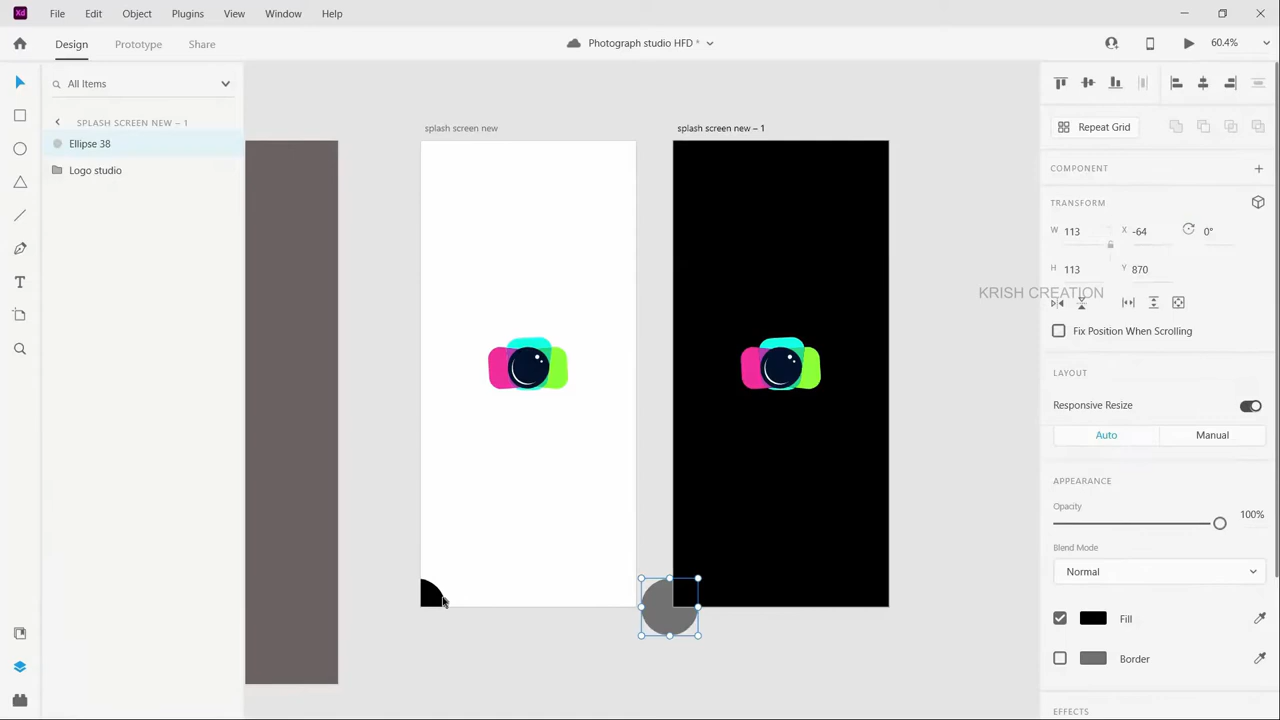 Xd File Edit Object Plugins View Window Help
Design Prototype Share Photograph studio HFD * 60.4%
All Items
SPLASH SCREEN NEW – 1
Ellipse 38
Logo studio
splash screen new
splash screen new – 1
Repeat Grid
COMPONENT
TRANSFORM
W 113 X -64 0°
H 113 Y 870
KRISH CREATION
Fix Position When Scrolling
LAYOUT
Responsive Resize
Auto Manual
APPEARANCE
Opacity
100%
Blend Mode
Normal
Fill
Border
EFFECTS